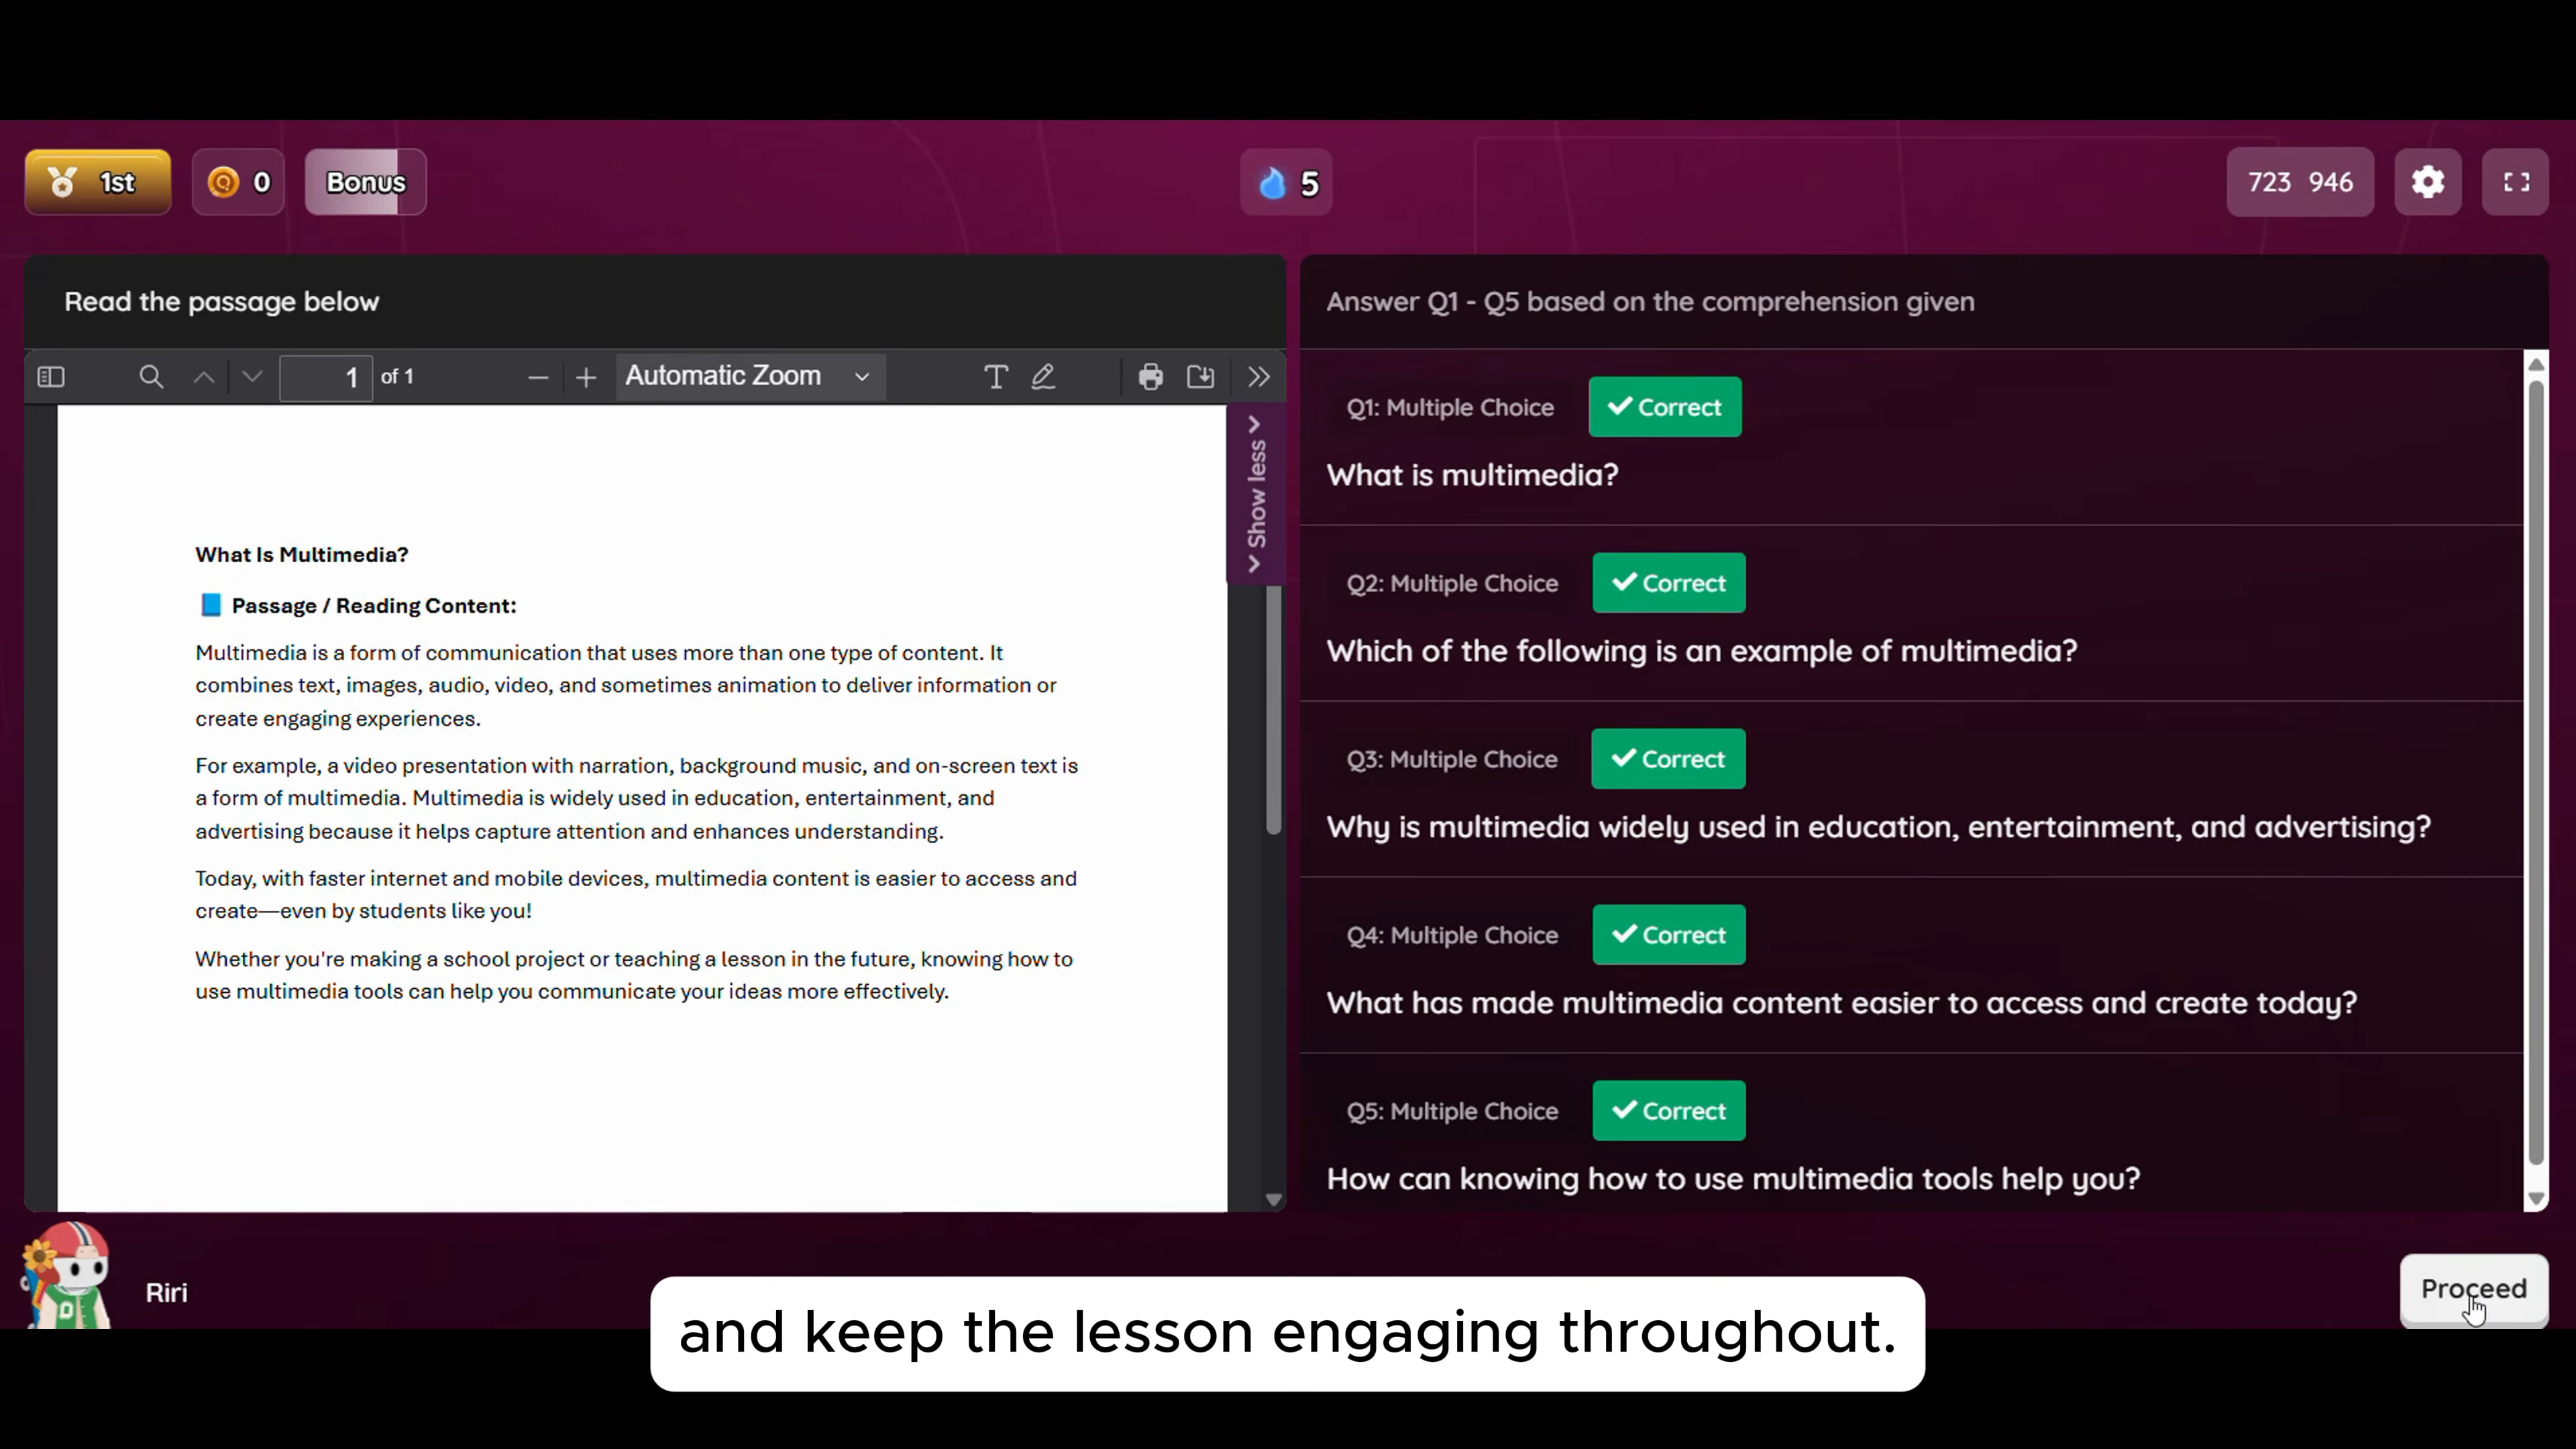 1st
0
Bonus
5
723 946
Read the passage below
1 of 1
Automatic Zoom
Show less
What Is Multimedia?
Passage / Reading Content:
Multimedia is a form of communication that uses more than one type of content. It
combines text, images, audio, video, and sometimes animation to deliver information or
create engaging experiences.
For example, a video presentation with narration, background music, and on-screen text is
a form of multimedia. Multimedia is widely used in education, entertainment, and
advertising because it helps capture attention and enhances understanding.
Today, with faster internet and mobile devices, multimedia content is easier to access and
create—even by students like you!
Whether you're making a school project or teaching a lesson in the future, knowing how to
use multimedia tools can help you communicate your ideas more effectively.
Answer Q1 - Q5 based on the comprehension given
Q1: Multiple Choice Correct
What is multimedia?
Q2: Multiple Choice Correct
Which of the following is an example of multimedia?
Q3: Multiple Choice Correct
Why is multimedia widely used in education, entertainment, and advertising?
Q4: Multiple Choice Correct
What has made multimedia content easier to access and create today?
Q5: Multiple Choice Correct
How can knowing how to use multimedia tools help you?
Riri
Proceed
and keep the lesson engaging throughout.